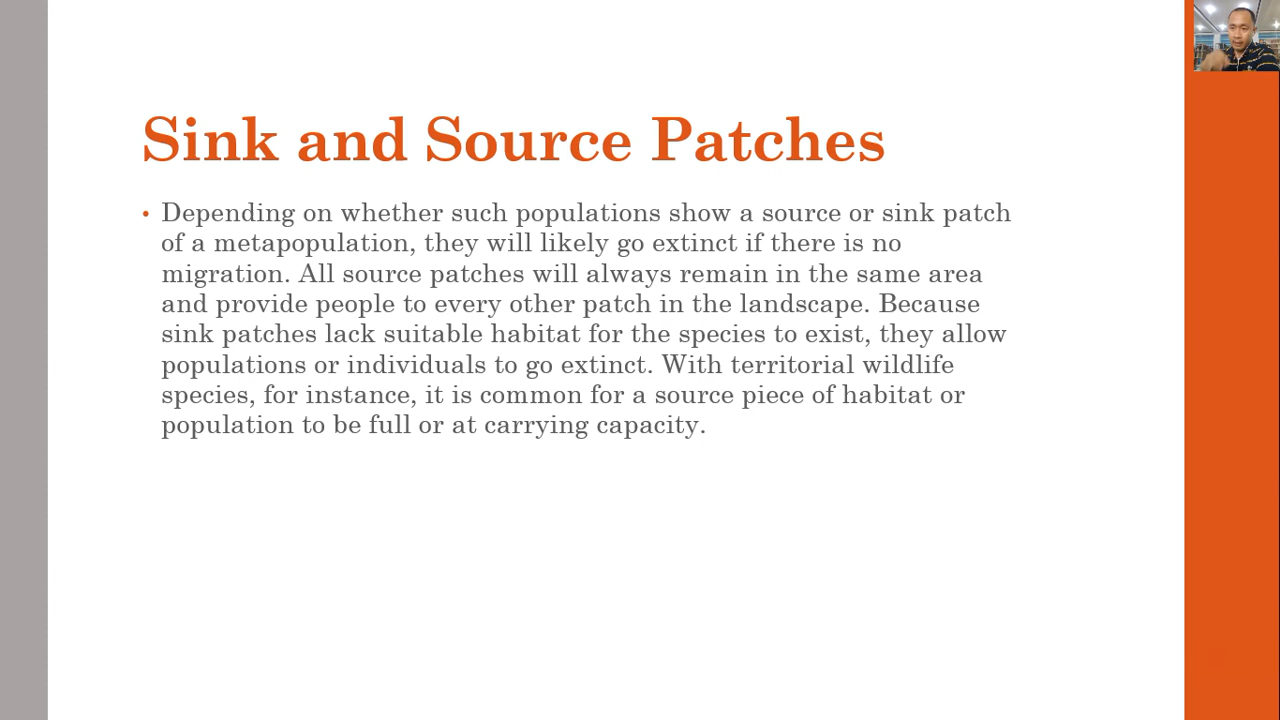 Sink and Source Patches
• Depending on whether such populations show a source or sink patch
of a metapopulation, they will likely go extinct if there is no
migration. All source patches will always remain in the same area
and provide people to every other patch in the landscape. Because
sink patches lack suitable habitat for the species to exist, they allow
populations or individuals to go extinct. With territorial wildlife
species, for instance, it is common for a source piece of habitat or
population to be full or at carrying capacity.